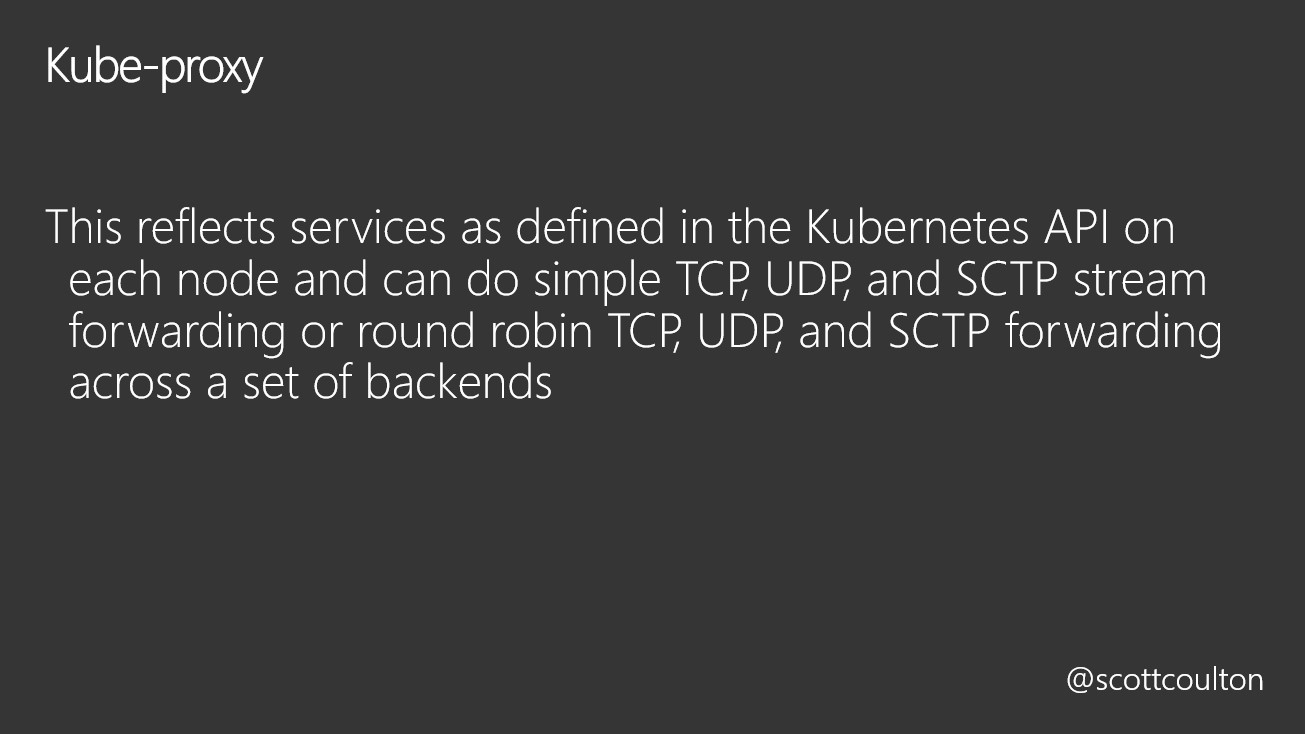 Kube-proxy
This reflects services as defined in the Kubernetes API on
each node and can do simple TCP, UDP, and SCTP stream
forwarding or round robin TCP, UDP, and SCTP forwarding
across a set of backends
@scottcoulton